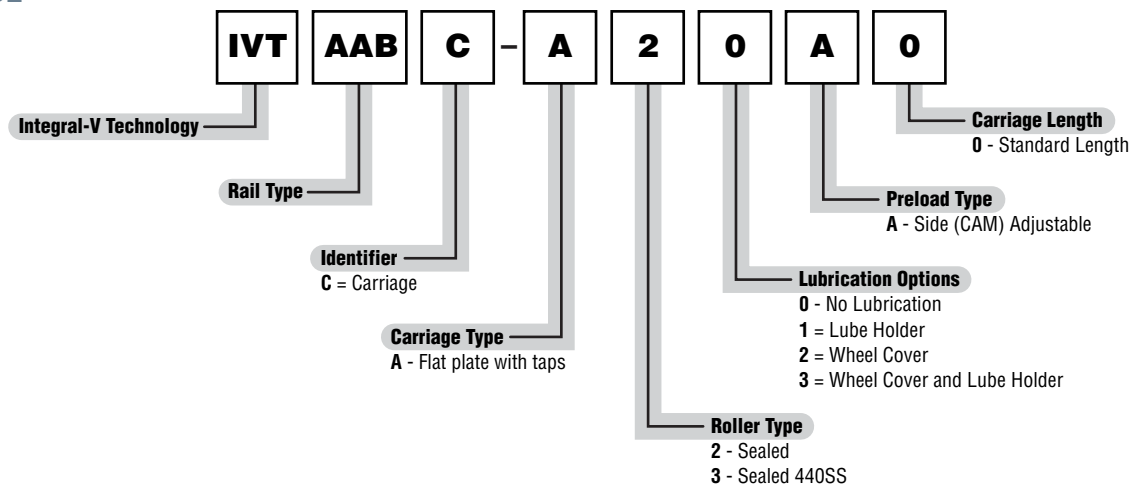 IVT AAB C – A 2 0 A 0
Integral-V Technology
Carriage Length
0 - Standard Length
Rail Type
Preload Type
A - Side (CAM) Adjustable
Identifier
C = Carriage
Lubrication Options
0 - No Lubrication
1 = Lube Holder
2 = Wheel Cover
3 = Wheel Cover and Lube Holder
Carriage Type
A - Flat plate with taps
Roller Type
2 - Sealed
3 - Sealed 440SS